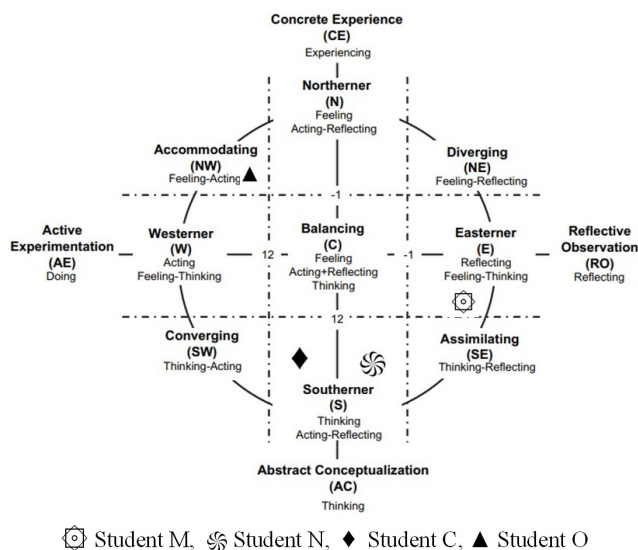 Concrete Experience
(CE)
Experiencing
Northerner
(N)
Feeling
Acting-Reflecting
Accommodating
(NW)
Feeling-Acting
Diverging
(NE)
Feeling-Reflecting
-1
Active
Experimentation
(AE)
Doing
Westerner
(W)
Acting
Feeling-Thinking
12
Balancing
(C)
Feeling
Acting+Reflecting
Thinking
-1
Easterner
(E)
Reflecting
Feeling-Thinking
Reflective
Observation
(RO)
Reflecting
12
Converging
(SW)
Thinking-Acting
Assimilating
(SE)
Thinking-Reflecting
Southerner
(S)
Thinking
Acting-Reflecting
Abstract Conceptualization
(AC)
Thinking
Student M, Student N, Student C, Student O